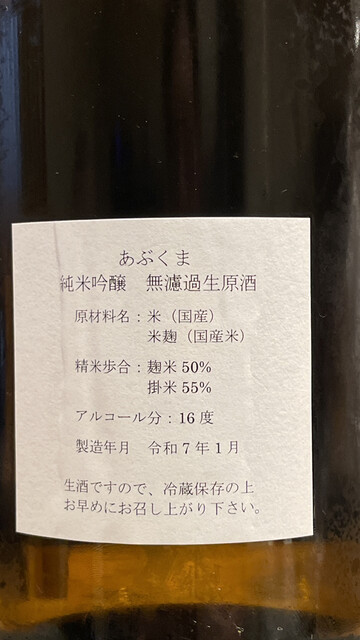 あぶくま
純米吟醸　無濾過生原酒
原材料名：米（国産）
米麹（国産米）
精米歩合：麹米 50%
掛米 55%
アルコール分：16 度
製造年月　令和 7 年 1 月
生酒ですので、冷蔵保存の上
お早めにお召し上がり下さい。